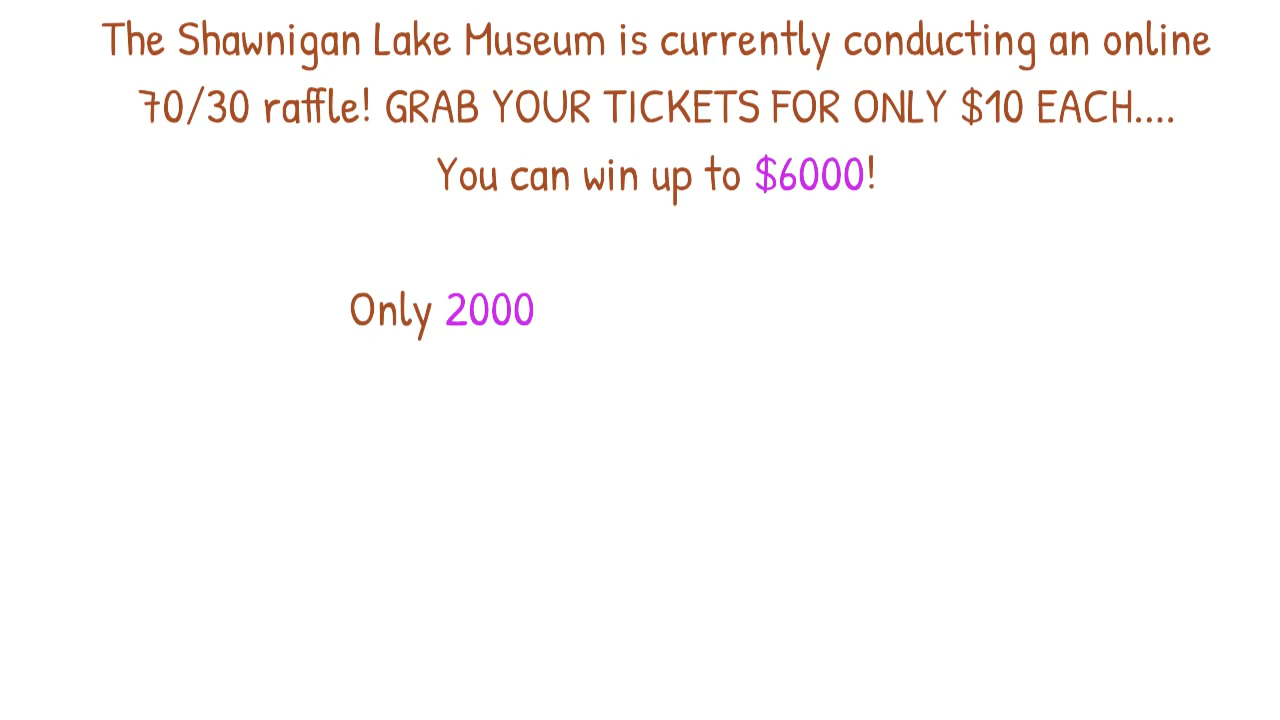 The Shawnigan Lake Museum is currently conducting an online
70/30 raffle! GRAB YOUR TICKETS FOR ONLY $10 EACH....
You can win up to $6000!
Only 2000